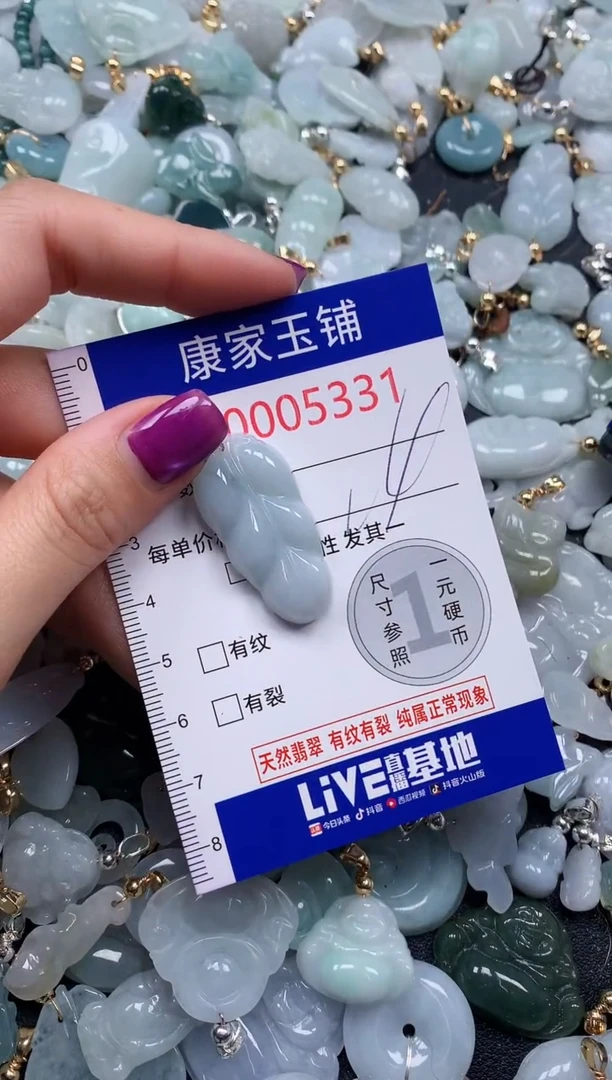 0
康家玉铺
0005331
3
每单价
性发其一
4
尺寸参照
1
一元硬币
5
有纹
6
有裂
天然翡翠 有纹有裂 纯属正常现象
7
LiVE直播基地
今日头条 抖音 西瓜视频 抖音火山版
8